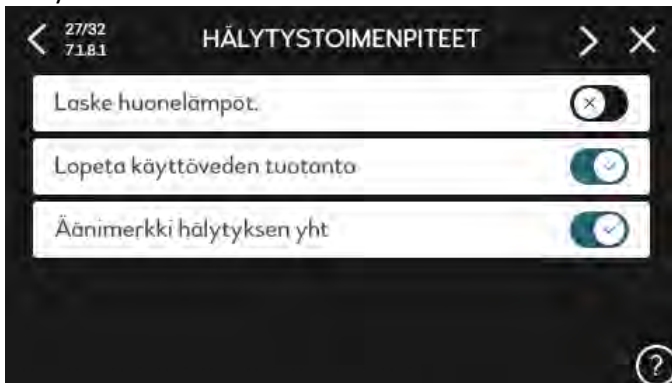 27/32
7.1.8.1
HÄLYTYSTOIMENPITEET
Laske huonelämpöt.
Lopeta käyttöveden tuotanto
Äänimerkki hälytyksen yht
?